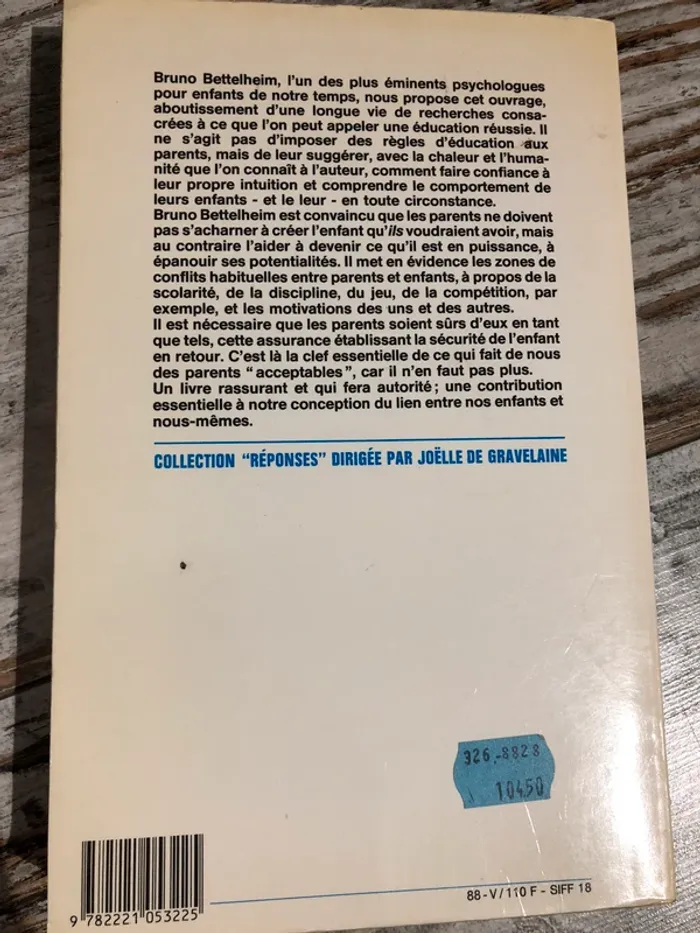 Bruno Bettelheim, l'un des plus éminents psychologues
pour enfants de notre temps, nous propose cet ouvrage,
aboutissement d'une longue vie de recherches consa-
crées à ce que l'on peut appeler une éducation réussie. Il
ne s'agit pas d'imposer des règles d'éducation aux
parents, mais de leur suggérer, avec la chaleur et l'huma-
nité que l'on connaît à l'auteur, comment faire confiance à
leur propre intuition et comprendre le comportement de
leurs enfants - et le leur - en toute circonstance.
Bruno Bettelheim est convaincu que les parents ne doivent
pas s'acharner à créer l'enfant qu'ils voudraient avoir, mais
au contraire l'aider à devenir ce qu'il est en puissance, à
épanouir ses potentialités. Il met en évidence les zones de
conflits habituelles entre parents et enfants, à propos de la
scolarité, de la discipline, du jeu, de la compétition, par
exemple, et les motivations des uns et des autres.
Il est nécessaire que les parents soient sûrs d'eux en tant
que tels, cette assurance établissant la sécurité de l'enfant
en retour. C'est là la clef essentielle de ce qui fait de nous
des parents "acceptables", car il n'en faut pas plus.
Un livre rassurant et qui fera autorité ; une contribution
essentielle à notre conception du lien entre nos enfants et
nous-mêmes.
COLLECTION "RÉPONSES" DIRIGÉE PAR JOËLLE DE GRAVELAINE
326.-8828
10450
9 782221 053225
88-V/110 F - SIFF 18